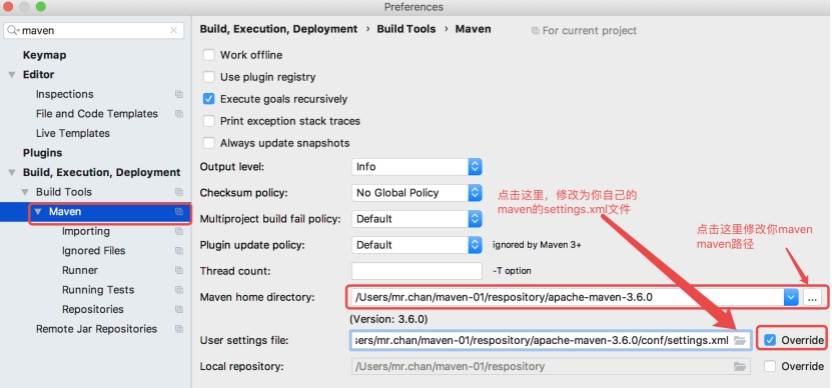 Preferences
maven
Build, Execution, Deployment › Build Tools › Maven For current project
Keymap
Editor
Inspections
File and Code Templates
Live Templates
Plugins
Build, Execution, Deployment
Build Tools
Maven
Importing
Ignored Files
Runner
Running Tests
Repositories
Remote Jar Repositories
Work offline
Use plugin registry
Execute goals recursively
Print exception stack traces
Always update snapshots
Output level: Info
Checksum policy: No Global Policy
Multiproject build fail policy: Default
Plugin update policy: Default ignored by Maven 3+
Thread count: -T option
点击这里，修改为你自己的
maven的settings.xml文件
点击这里修改你maven
maven路径
Maven home directory: /Users/mr.chan/maven-01/respository/apache-maven-3.6.0 ...
(Version: 3.6.0)
User settings file: sers/mr.chan/maven-01/respository/apache-maven-3.6.0/conf/settings.xml Override
Local repository: /Users/mr.chan/maven-01/respository Override